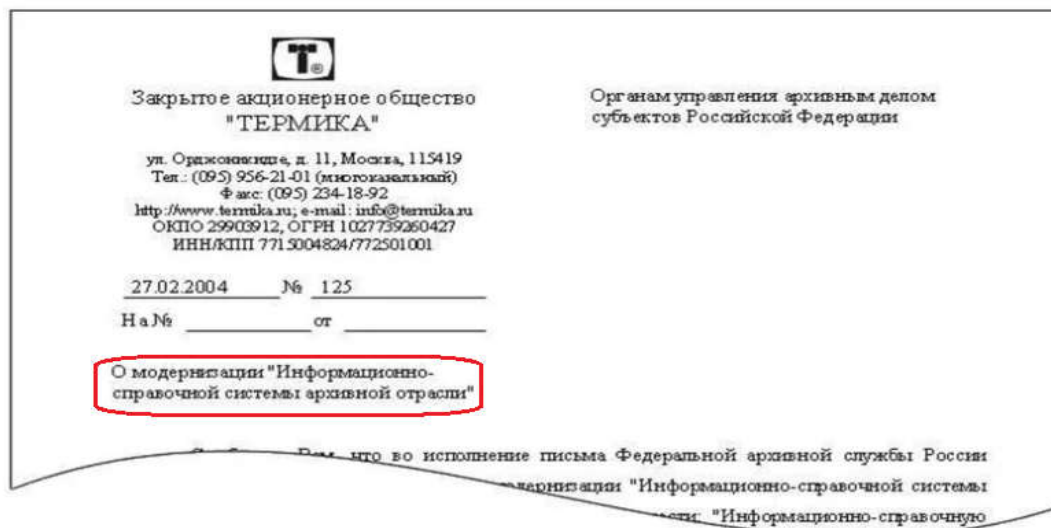 T®
Закрытое акционерное общество
"ТЕРМИКА"
ул. Орджоникидзе, д. 11, Москва, 115419
Тел.: (095) 956-21-01 (многоканальный)
Факс: (095) 234-18-92
http://www.termika.ru; e-mail: info@termika.ru
ОКПО 29903912, ОГРН 1027739260427
ИНН/КПП 7715004824/772501001
27.02.2004 № 125
На № от
Органам управления архивным делом
субъектов Российской Федерации
О модернизации "Информационно-
справочной системы архивной отрасли"
Вам, что во исполнение письма Федеральной архивной службы России
"Информационно-справочной системы
"Информационно-справочную